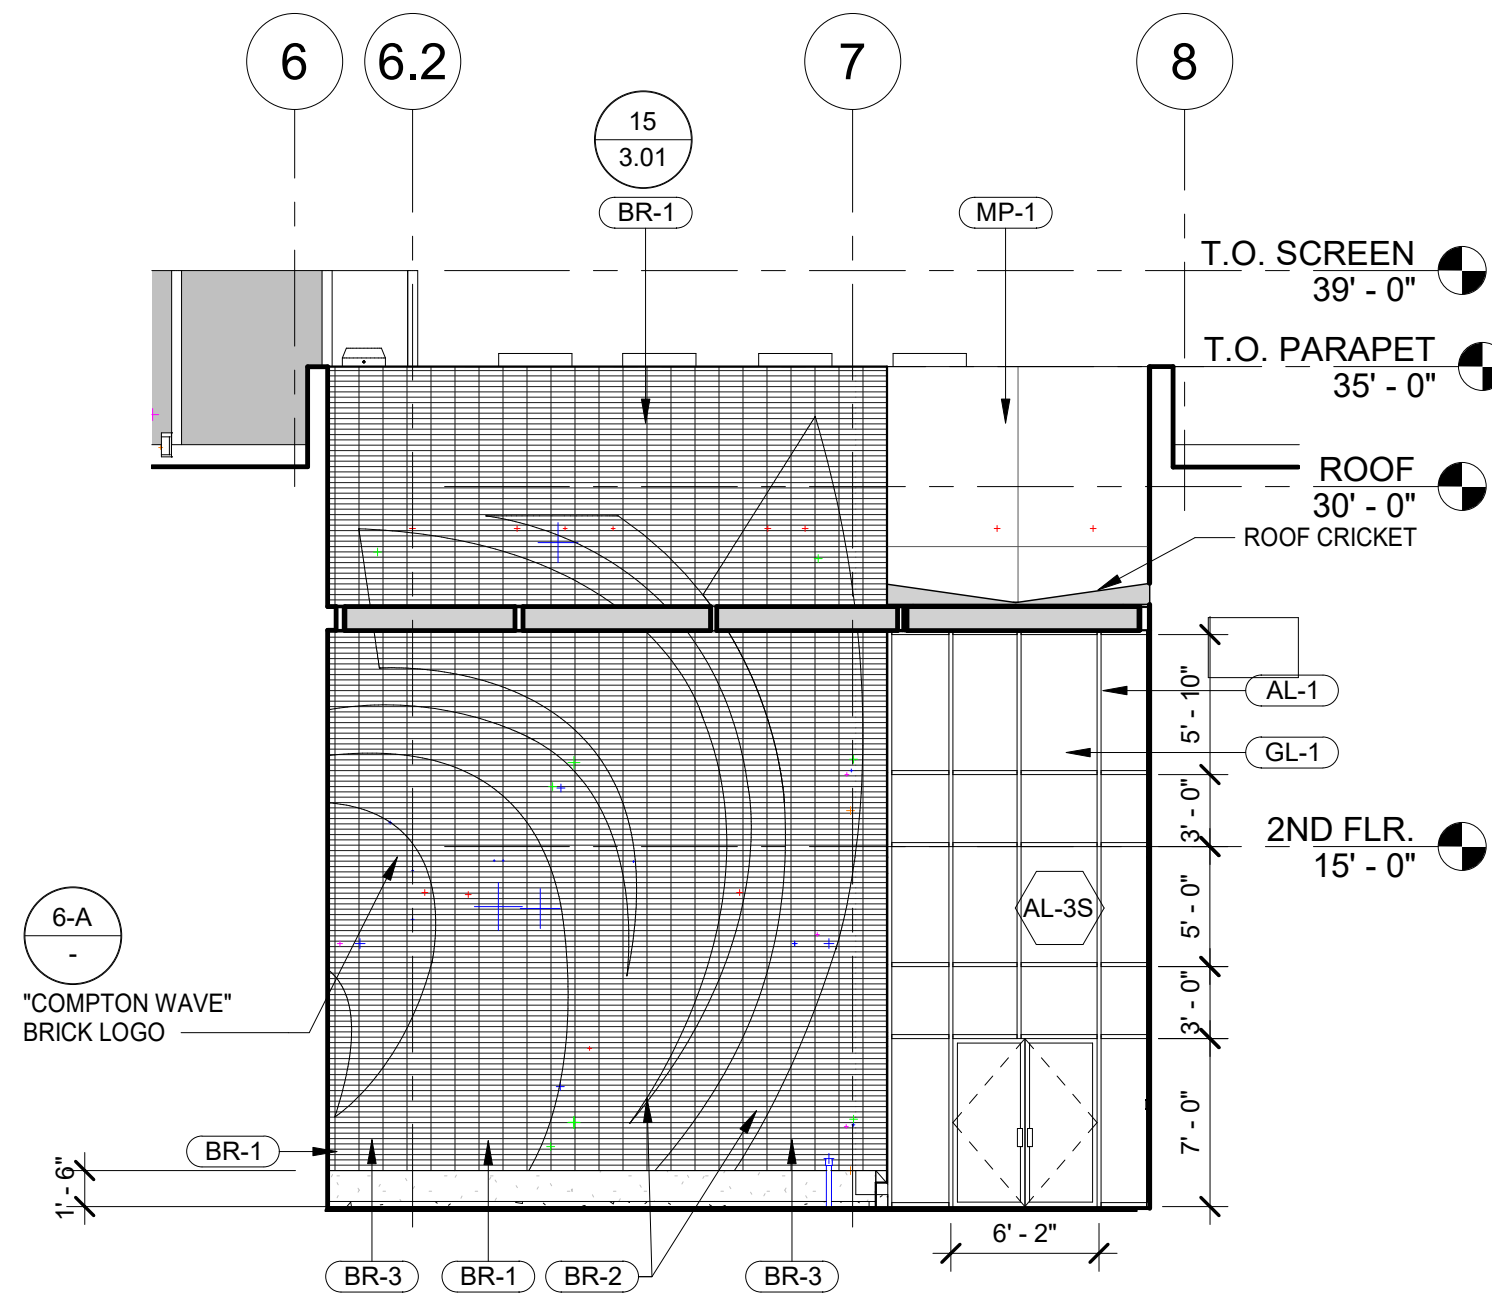 6
6.2
7
8
15
3.01
BR-1
MP-1
T.O. SCREEN
39' - 0"
T.O. PARAPET
35' - 0"
ROOF
30' - 0"
ROOF CRICKET
5' - 10"
AL-1
GL-1
3' - 0"
2ND FLR.
15' - 0"
AL-3S
5' - 0"
6-A
-
"COMPTON WAVE"
BRICK LOGO
3' - 0"
7' - 0"
BR-1
1' - 6"
6' - 2"
BR-3
BR-1
BR-2
BR-3